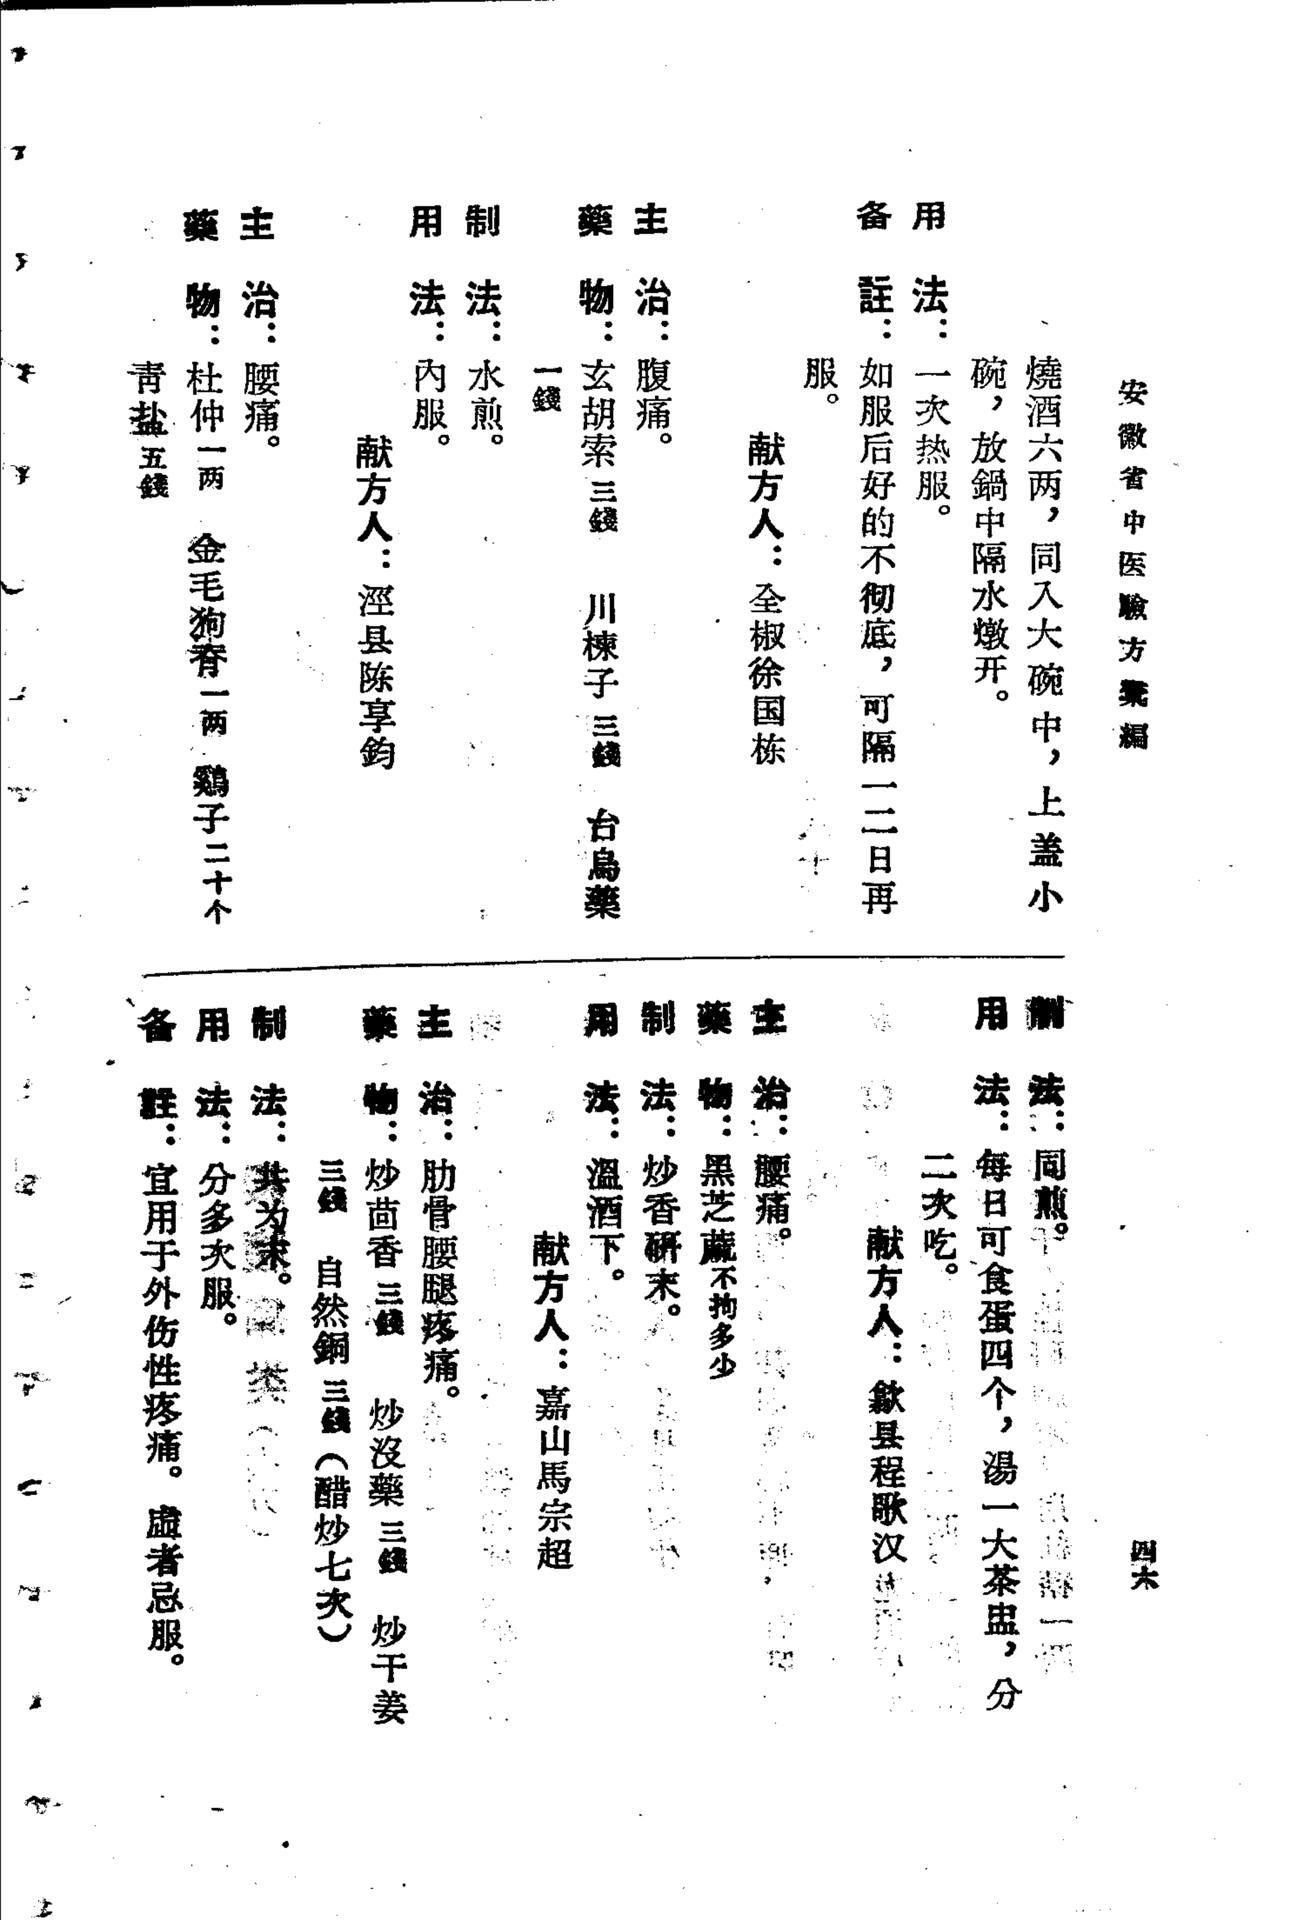 安徽省中医驗方彙編
四六
燒酒六两，同入大碗中，上盖小
碗，放鍋中隔水燉开。
用法：一次热服。
备註：如服后好的不彻底，可隔一二日再
服。
献方人：全椒徐国栋
主治：腹痛。
藥物：玄胡索三錢　川楝子三錢　台烏藥
一錢
制法：水煎。
用法：內服。
献方人：涇县陈享鈞
主治：腰痛。
藥物：杜仲一两　金毛狗脊一两　鷄子二十个
靑盐五錢
制法：同煎。
用法：每日可食蛋四个，湯一大茶盅，分
二次吃。
献方人：歙县程歌汉
主治：腰痛。
藥物：黑芝蔴不拘多少
制法：炒香研末。
用法：溫酒下。
献方人：嘉山馬宗超
主治：肋骨腰腿疼痛。
藥物：炒茴香三錢　炒沒藥三錢　炒干姜
三錢　自然銅三錢（醋炒七次）
制法：共为末。
用法：分多次服。
备註：宜用于外伤性疼痛。虛者忌服。